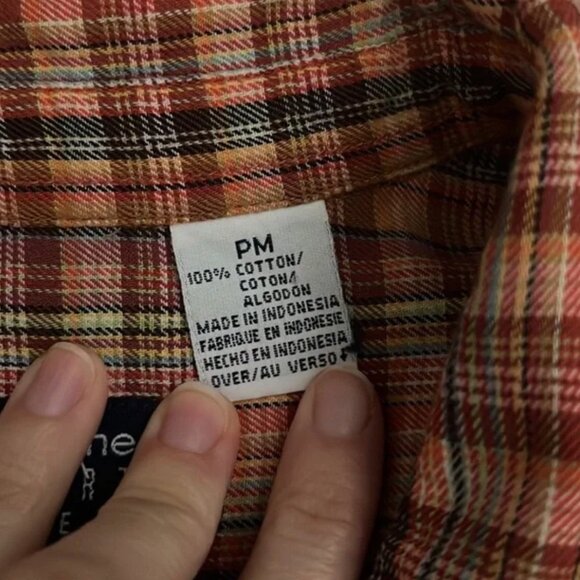 PM
100% COTTON/
COTON/
ALGODON
MADE IN INDONESIA
FABRIQUE EN INDONESIE
HECHO EN INDONESIA
OVER/AU VERSO